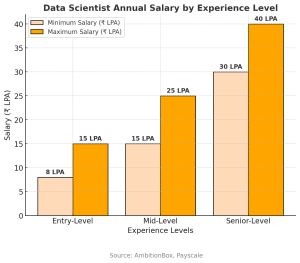 Data Scientist Annual Salary by Experience Level
Minimum Salary (₹ LPA)
Maximum Salary (₹ LPA)
40 LPA
30 LPA
25 LPA
15 LPA
15 LPA
8 LPA
40
35
30
25
20
15
10
5
0
Salary (₹ LPA)
Entry-Level
Mid-Level
Senior-Level
Experience Levels
Source: AmbitionBox, Payscale